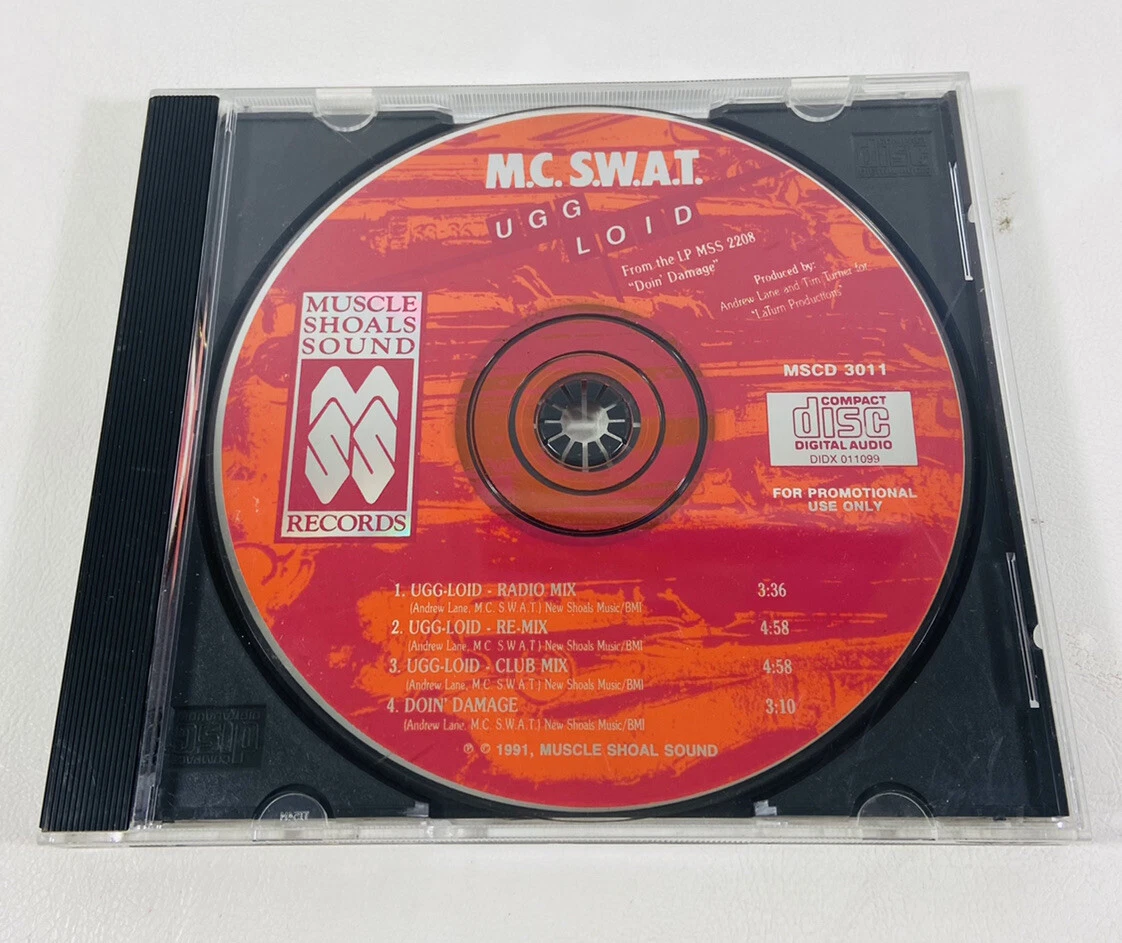 M.C. S.W.A.T.
UGG
LOID
From the LP MSS 2208
"Doin' Damage"
Produced by:
Andrew Lane and Tim Turner for
"LaTurn Productions"
MUSCLE
SHOALS
SOUND
MSS
RECORDS
MSCD 3011
COMPACT
disc
DIGITAL AUDIO
DIDX 011099
FOR PROMOTIONAL
USE ONLY
1. UGG-LOID - RADIO MIX 3:36
(Andrew Lane, M.C. S.W.A.T.) New Shoals Music/BMI
2. UGG-LOID - RE-MIX 4:58
(Andrew Lane, M.C. S.W.A.T.) New Shoals Music/BMI
3. UGG-LOID - CLUB MIX 4:58
(Andrew Lane, M.C. S.W.A.T.) New Shoals Music/BMI
4. DOIN' DAMAGE 3:10
(Andrew Lane, M.C. S.W.A.T.) New Shoals Music/BMI
℗ © 1991, MUSCLE SHOAL SOUND
disc